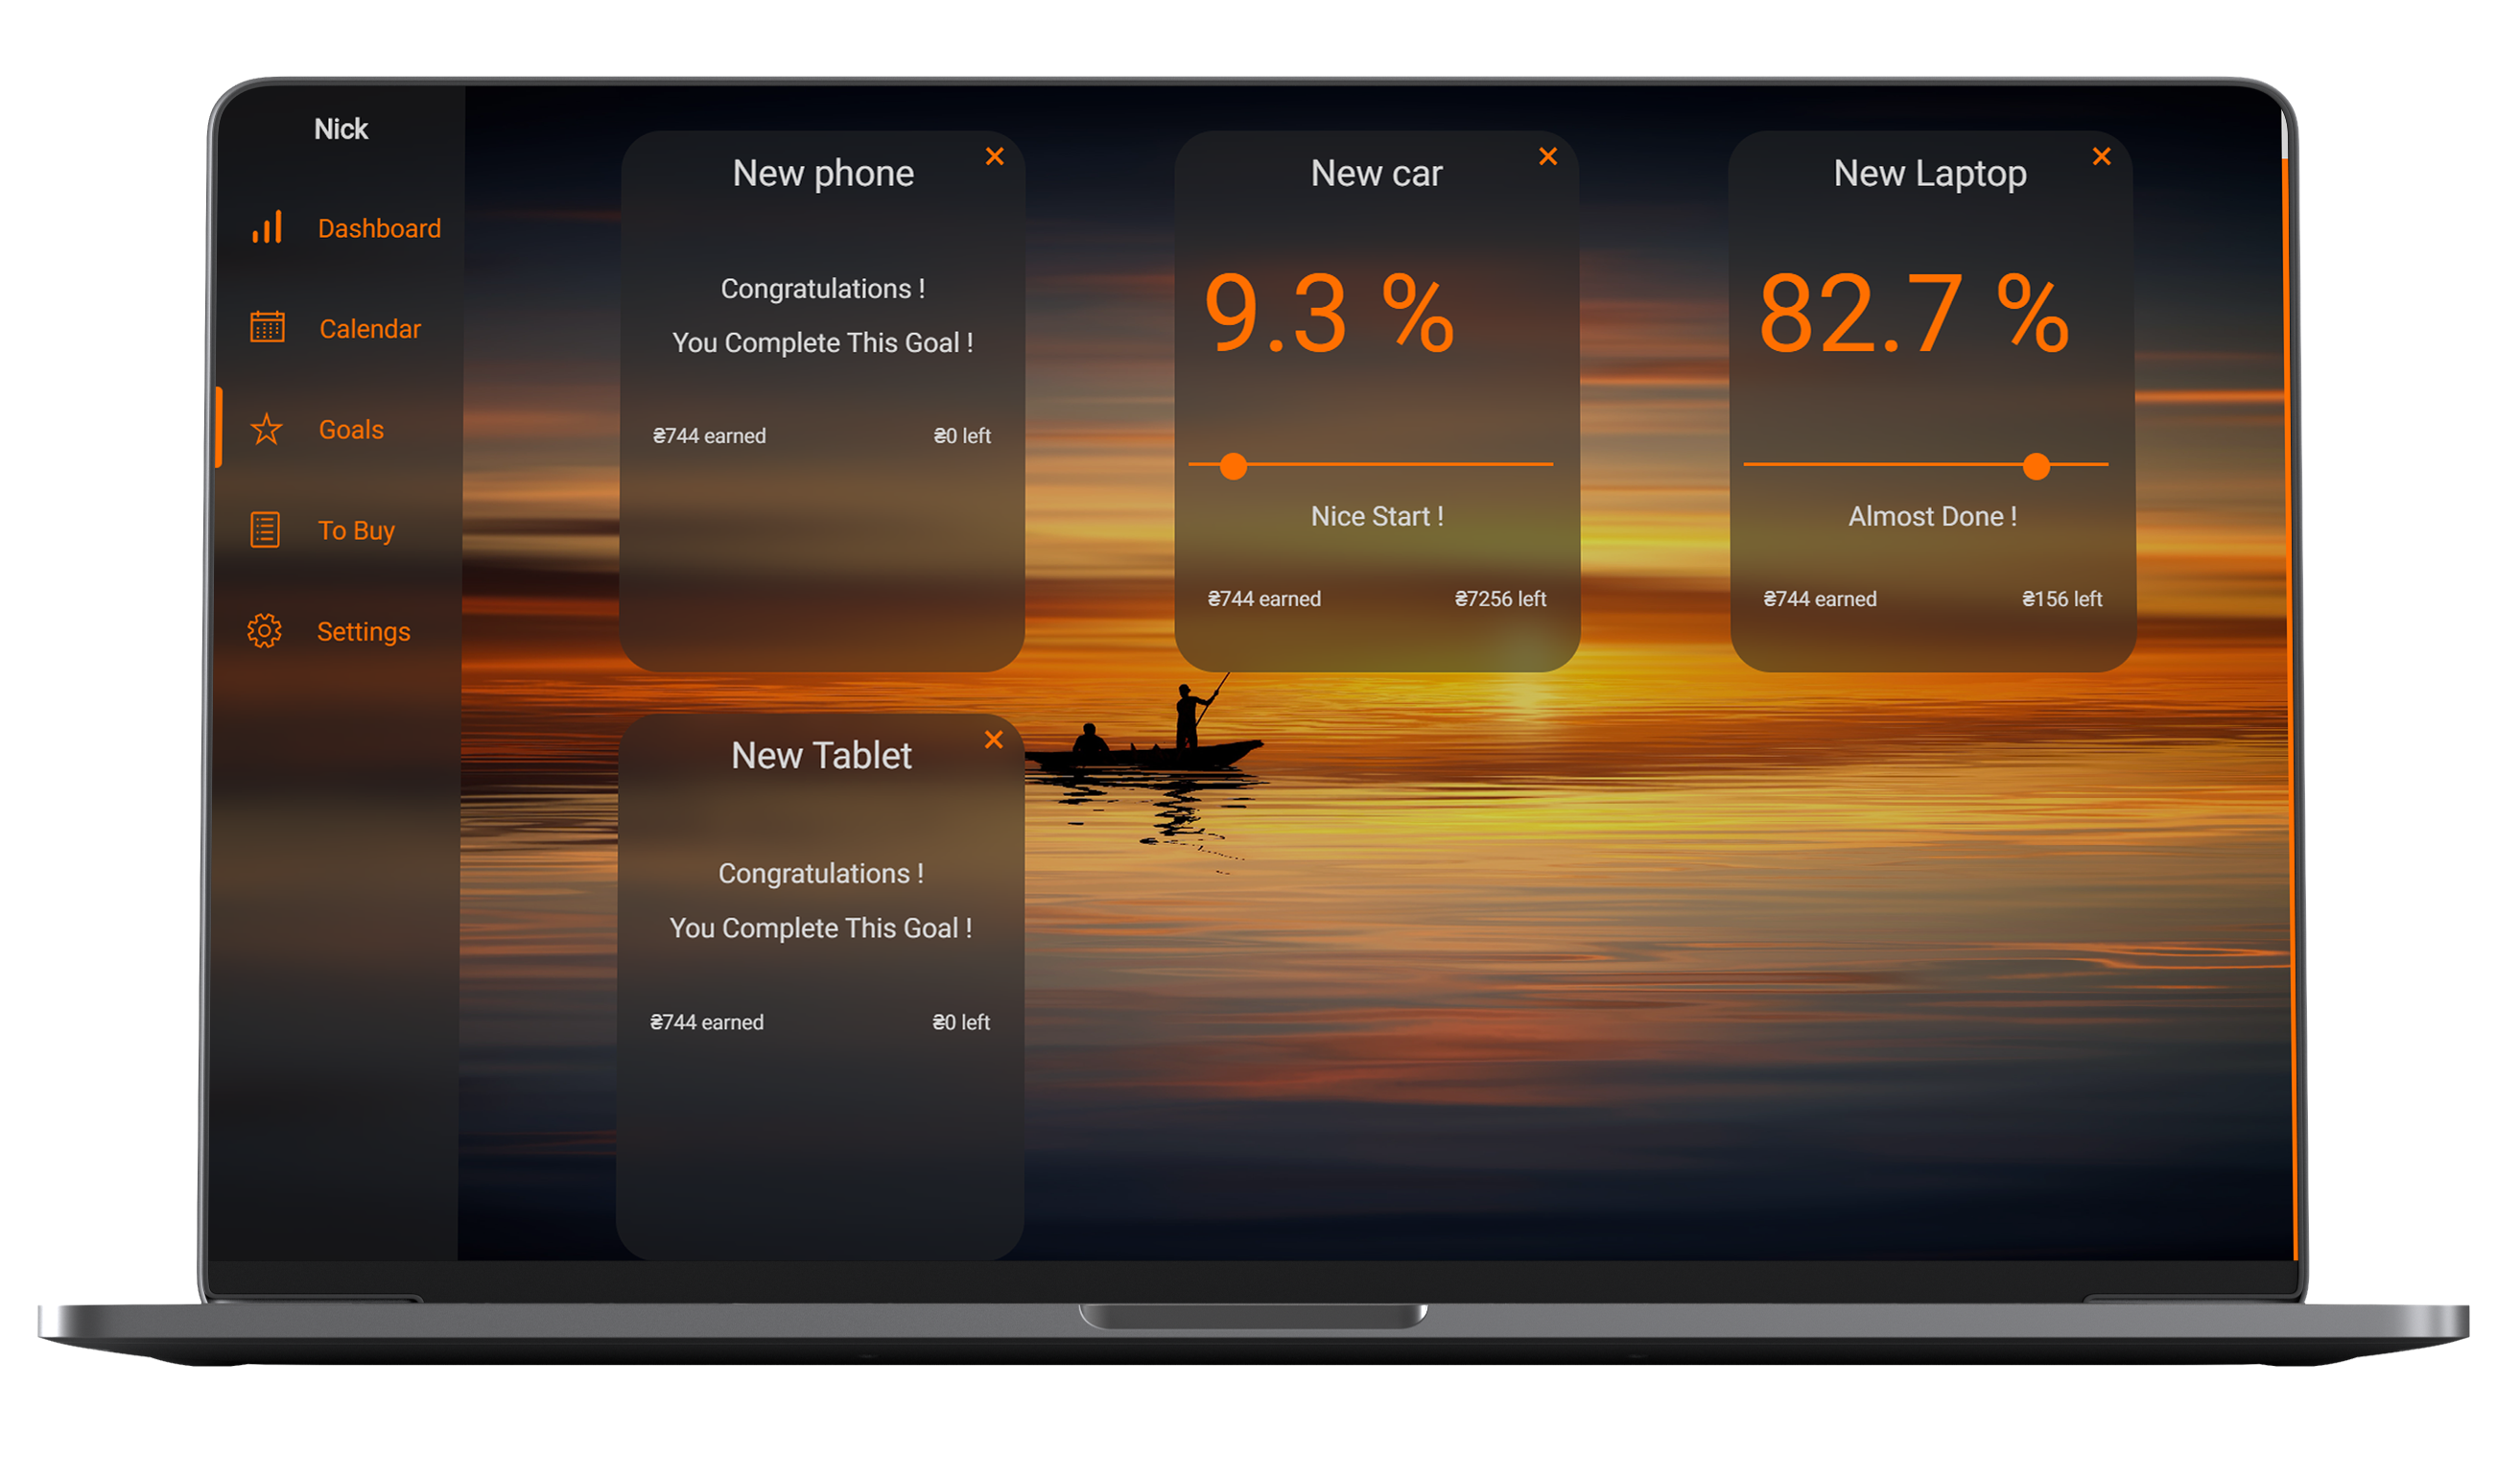 Nick
Dashboard
Calendar
Goals
To Buy
Settings
New phone
Congratulations !
You Complete This Goal !
₴744 earned
₴0 left
New car
9.3 %
Nice Start !
₴744 earned
₴7256 left
New Laptop
82.7 %
Almost Done !
₴744 earned
₴156 left
New Tablet
Congratulations !
You Complete This Goal !
₴744 earned
₴0 left